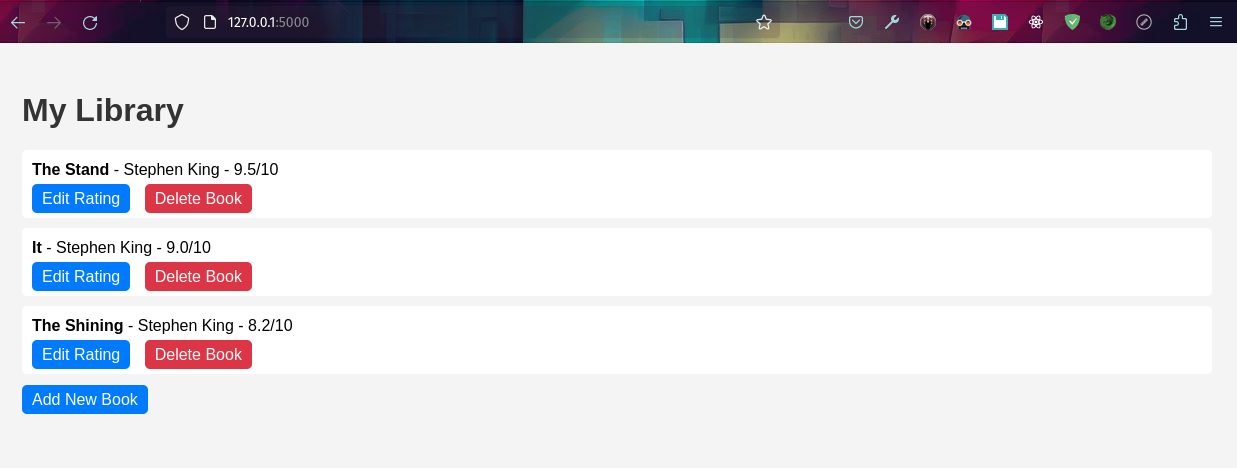 127.0.0.1:5000
My Library
The Stand - Stephen King - 9.5/10
Edit Rating Delete Book
It - Stephen King - 9.0/10
Edit Rating Delete Book
The Shining - Stephen King - 8.2/10
Edit Rating Delete Book
Add New Book